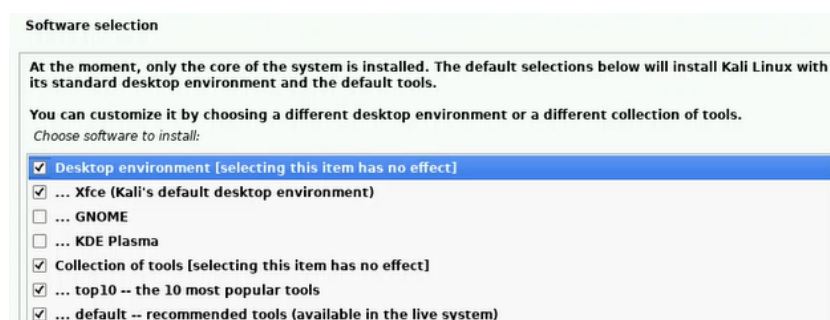 Software selection
At the moment, only the core of the system is installed. The default selections below will install Kali Linux with
its standard desktop environment and the default tools.
You can customize it by choosing a different desktop environment or a different collection of tools.
Choose software to install:
Desktop environment [selecting this item has no effect]
... Xfce (Kali's default desktop environment)
... GNOME
... KDE Plasma
Collection of tools [selecting this item has no effect]
... top10 -- the 10 most popular tools
... default -- recommended tools (available in the live system)